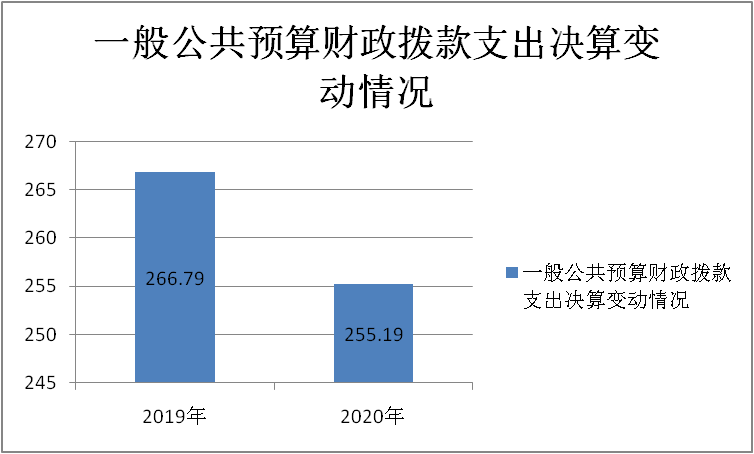 一般公共预算财政拨款支出决算变
动情况
270
265
260
255
250
245
266.79
255.19
2019年
2020年
一般公共预算财政拨款
支出决算变动情况